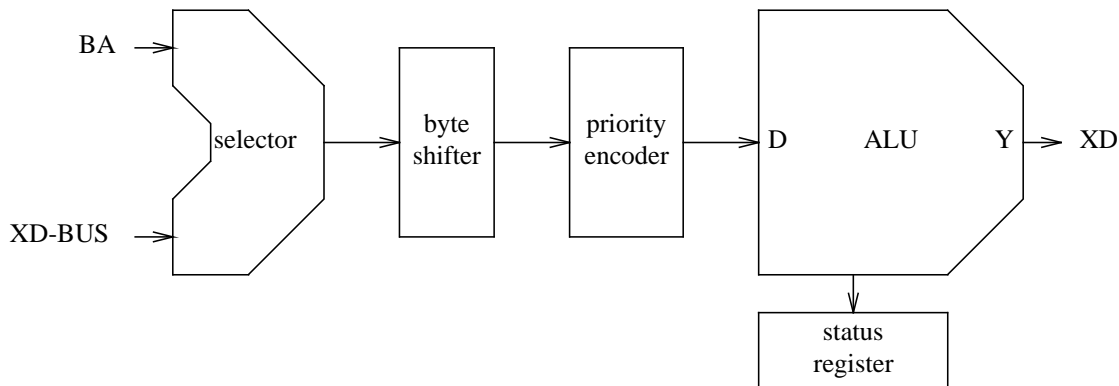 BA
selector
XD-BUS
byte
shifter
priority
encoder
D
ALU
Y
XD
status
register